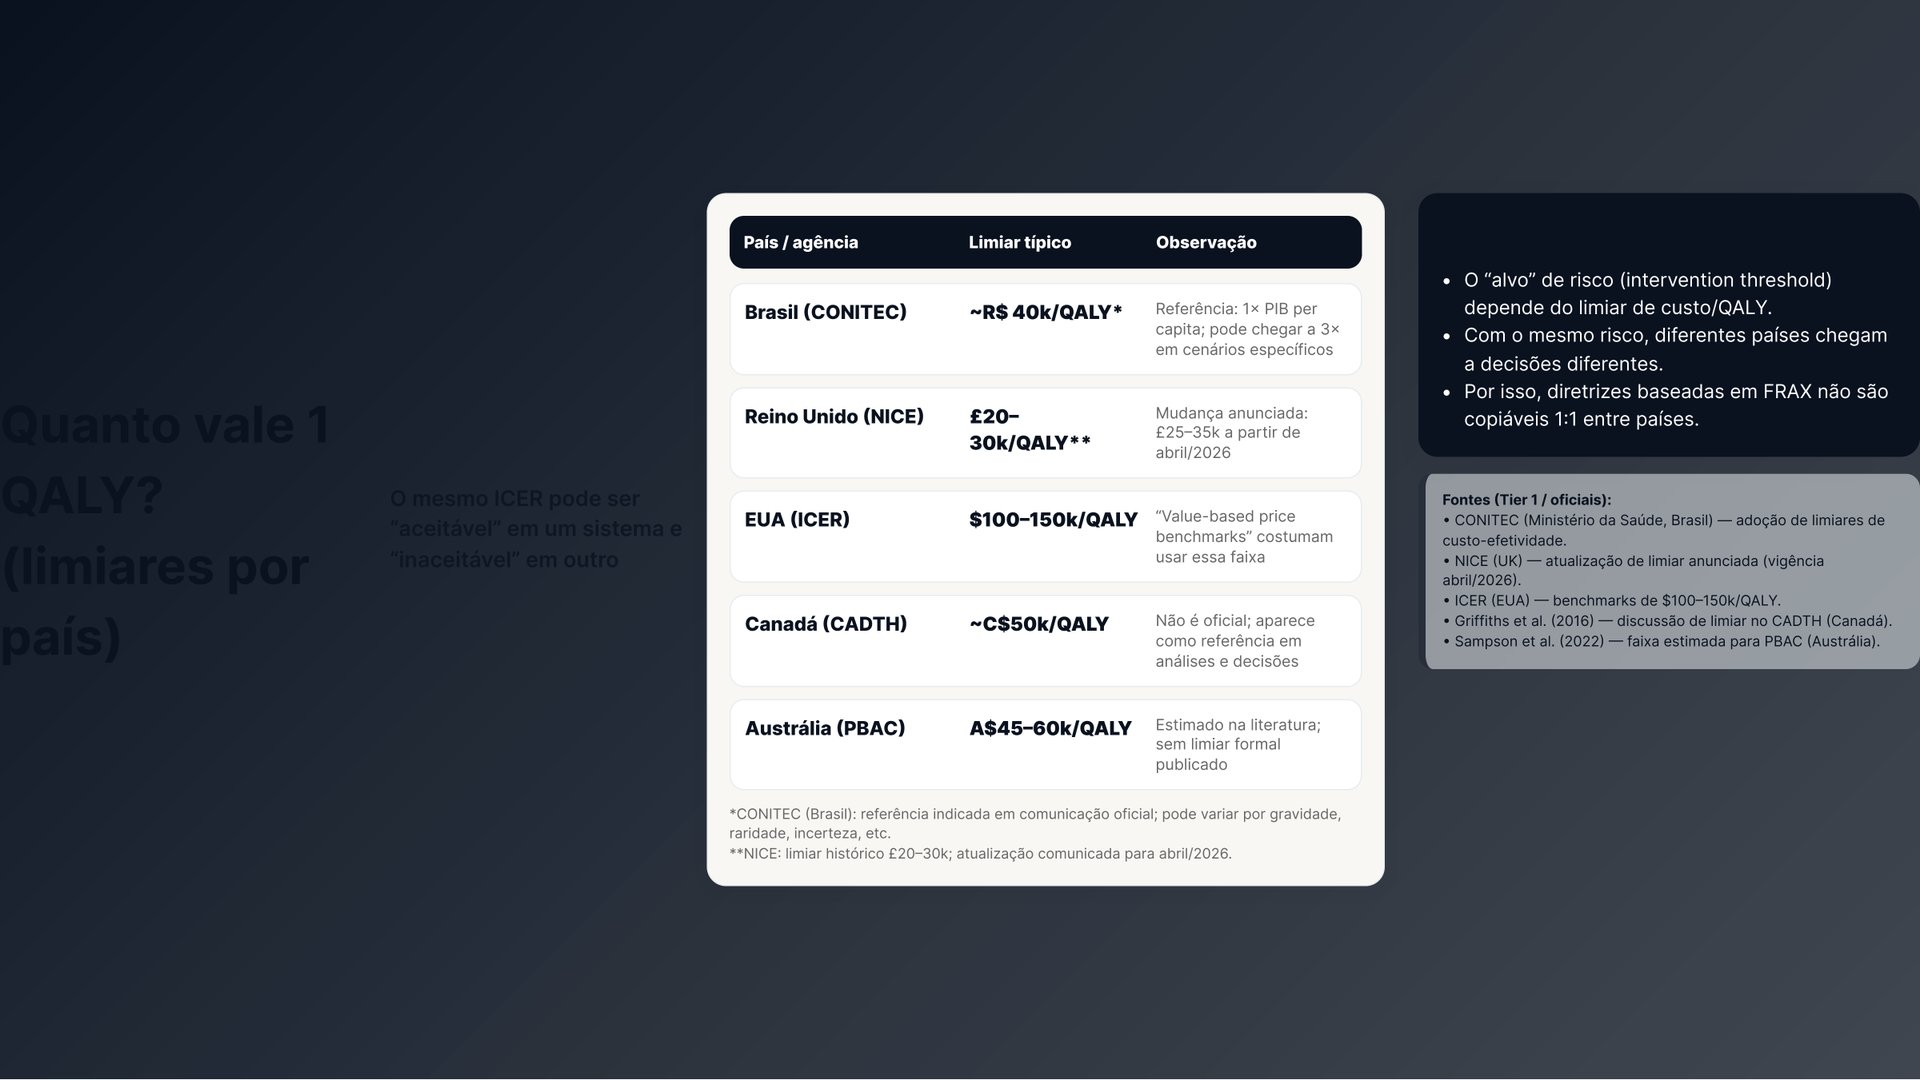 Quanto vale 1
QALY?
(limiares por
país)
O mesmo ICER pode ser
“aceitável” em um sistema e
“inaceitável” em outro
País / agência Limiar típico Observação
Brasil (CONITEC) ~R$ 40k/QALY* Referência: 1× PIB per
capita; pode chegar a 3×
em cenários específicos
Reino Unido (NICE) £20– Mudança anunciada:
30k/QALY** £25–35k a partir de
abril/2026
EUA (ICER) $100–150k/QALY “Value-based price
benchmarks” costumam
usar essa faixa
Canadá (CADTH) ~C$50k/QALY Não é oficial; aparece
como referência em
análises e decisões
Austrália (PBAC) A$45–60k/QALY Estimado na literatura;
sem limiar formal
publicado
*CONITEC (Brasil): referência indicada em comunicação oficial; pode variar por gravidade,
raridade, incerteza, etc.
**NICE: limiar histórico £20–30k; atualização comunicada para abril/2026.
• O “alvo” de risco (intervention threshold)
depende do limiar de custo/QALY.
• Com o mesmo risco, diferentes países chegam
a decisões diferentes.
• Por isso, diretrizes baseadas em FRAX não são
copiáveis 1:1 entre países.
Fontes (Tier 1 / oficiais):
• CONITEC (Ministério da Saúde, Brasil) — adoção de limiares de
custo-efetividade.
• NICE (UK) — atualização de limiar anunciada (vigência
abril/2026).
• ICER (EUA) — benchmarks de $100–150k/QALY.
• Griffiths et al. (2016) — discussão de limiar no CADTH (Canadá).
• Sampson et al. (2022) — faixa estimada para PBAC (Austrália).